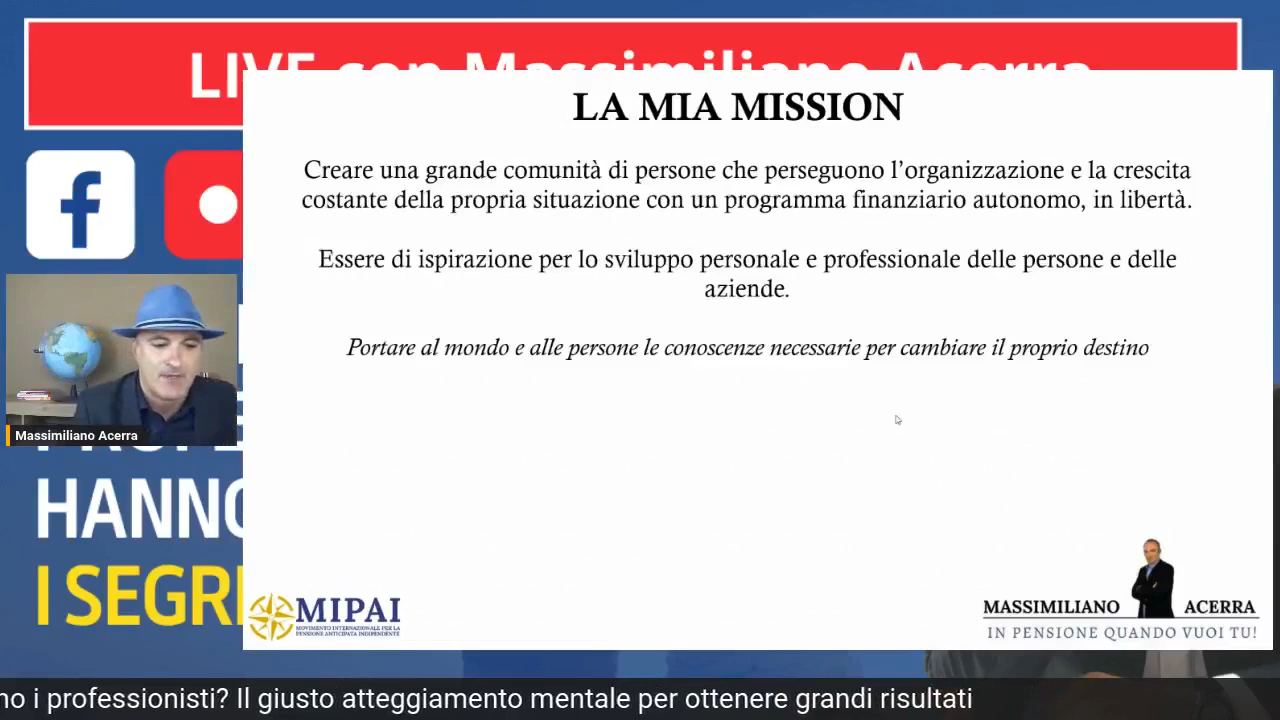 LIVE con Massimiliano Acerra
LA MIA MISSION
Creare una grande comunità di persone che perseguono l’organizzazione e la crescita
costante della propria situazione con un programma finanziario autonomo, in libertà.
Essere di ispirazione per lo sviluppo personale e professionale delle persone e delle
aziende.
Portare al mondo e alle persone le conoscenze necessarie per cambiare il proprio destino
Massimiliano Acerra
HANNO
I SEGR
MIPAI
MOVIMENTO INTERNAZIONALE PER LA
PENSIONE ANTICIPATA INDIPENDENTE
MASSIMILIANO ACERRA
IN PENSIONE QUANDO VUOI TU!
no i professionisti? Il giusto atteggiamento mentale per ottenere grandi risultati